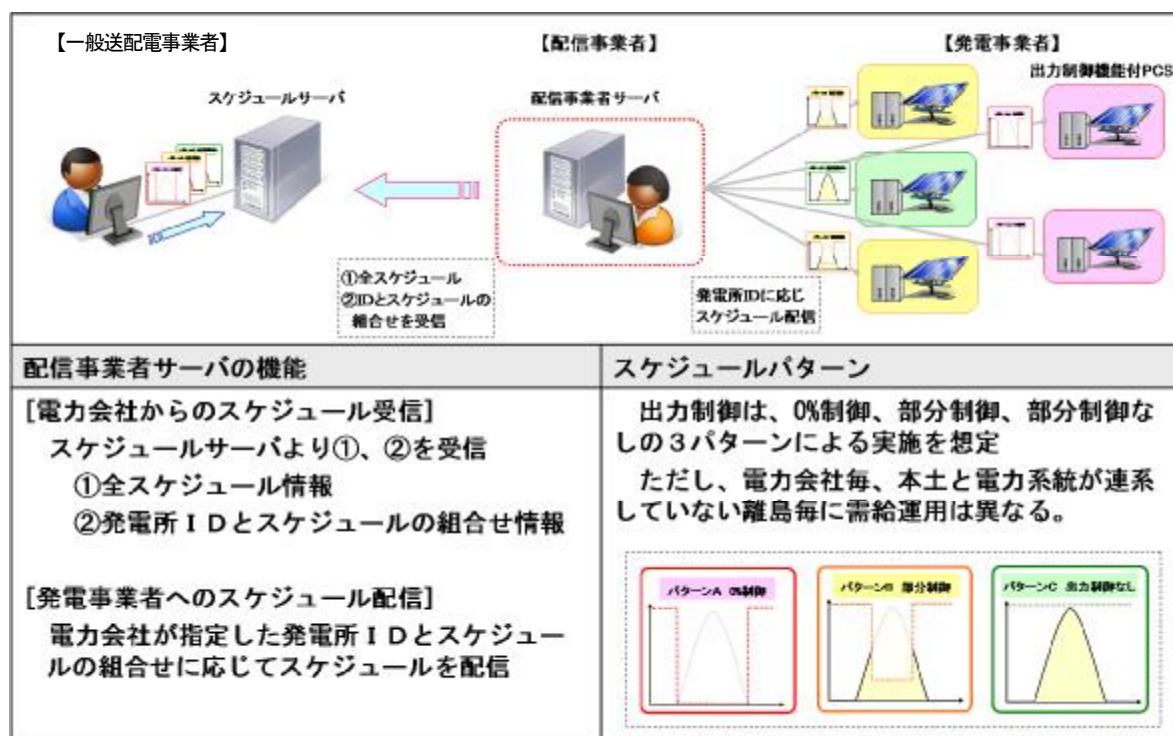 【一般送配電事業者】
【配信事業者】
【発電事業者】
出力制御機能付PCS
スケジュールサーバ
配信事業者サーバ
①全スケジュール
②IDとスケジュールの
組合せを受信
発電所IDに応じ
スケジュール配信
配信事業者サーバの機能
[電力会社からのスケジュール受信]
スケジュールサーバより①、②を受信
①全スケジュール情報
②発電所ＩＤとスケジュールの組合せ情報
[発電事業者へのスケジュール配信]
電力会社が指定した発電所ＩＤとスケジュー
ルの組合せに応じてスケジュールを配信
スケジュールパターン
出力制御は、0%制御、部分制御、部分制御な
しの３パターンによる実施を想定
ただし、電力会社毎、本土と電力系統が連系
していない離島毎に需給運用は異なる。
パターンA 0%制御
パターンB 部分制御
パターンC 出力制御なし